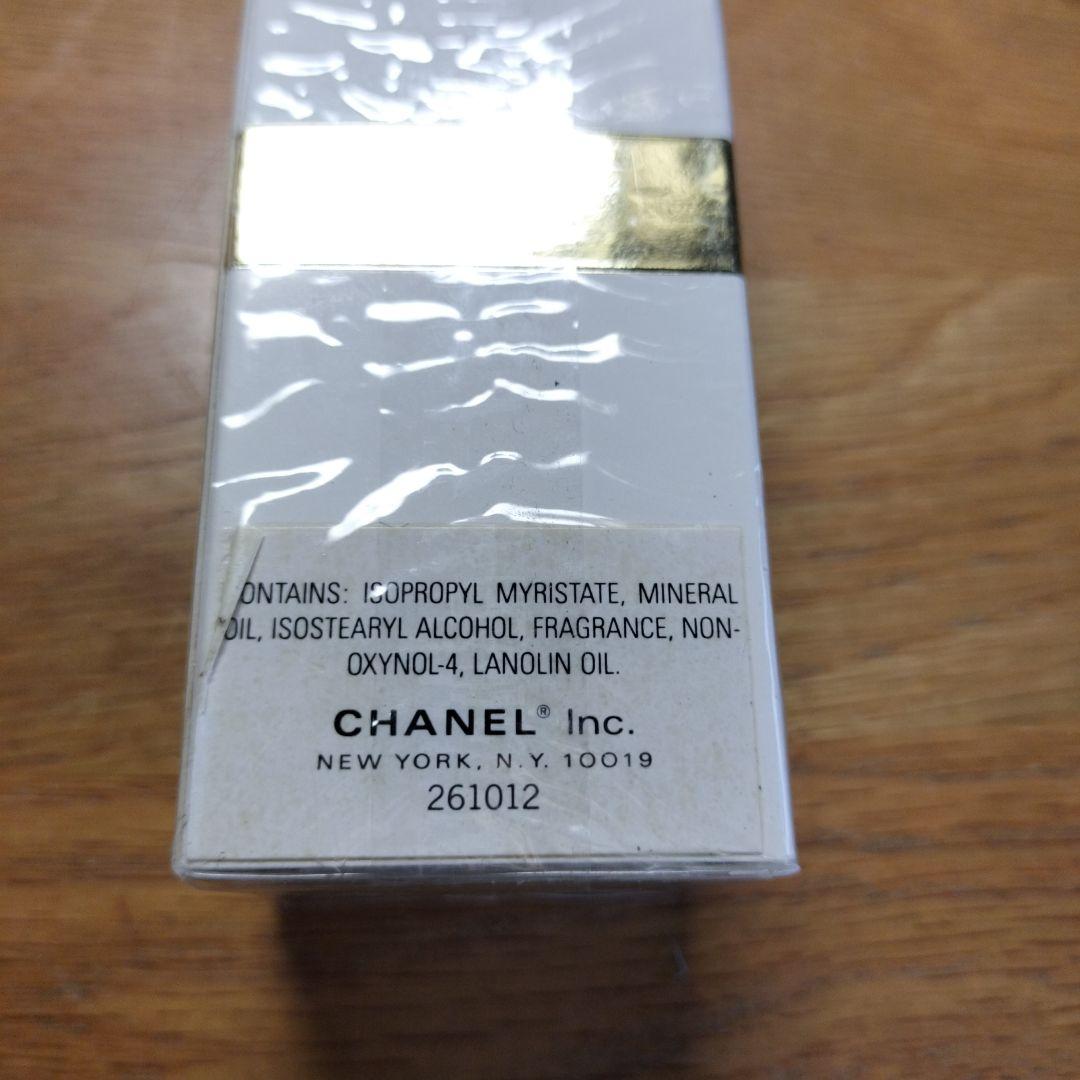 ONTAINS: ISOPROPYL MYRISTATE, MINERAL
OIL, ISOSTEARYL ALCOHOL, FRAGRANCE, NON-
OXYNOL-4, LANOLIN OIL.
CHANEL® Inc.
NEW YORK, N.Y. 10019
261012